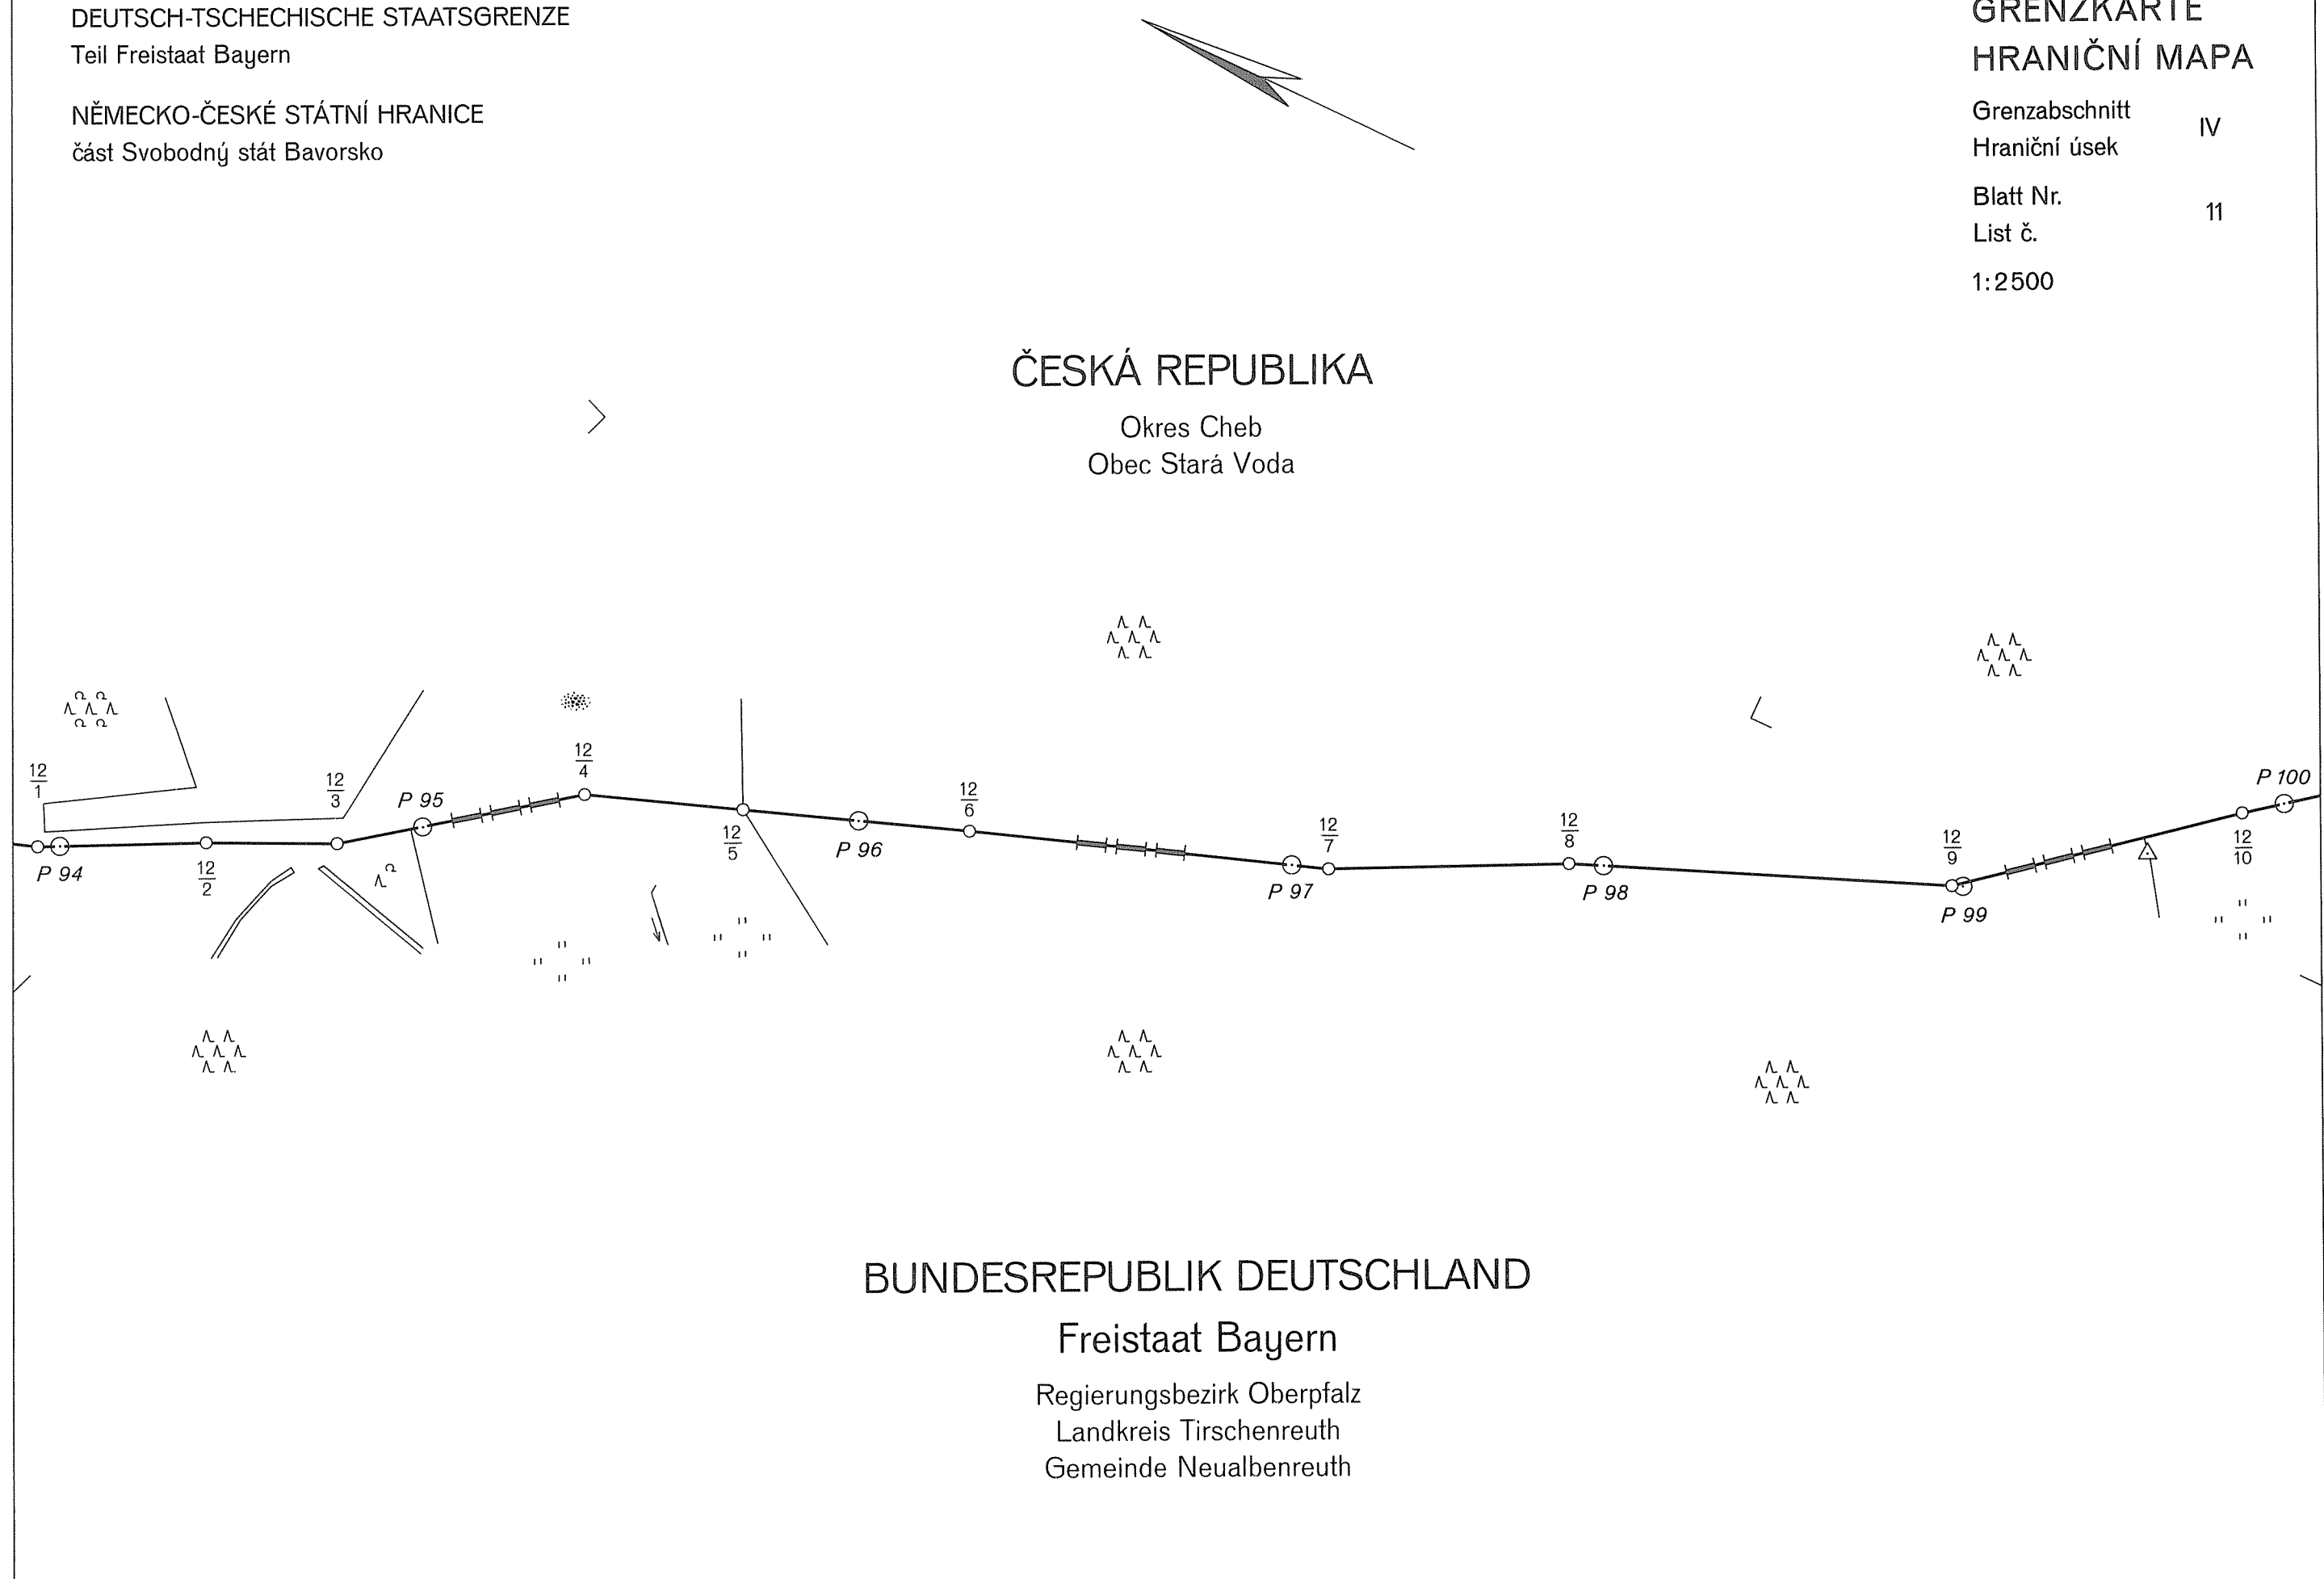 DEUTSCH-TSCHECHISCHE STAATSGRENZE
Teil Freistaat Bayern
NĚMECKO-ČESKÉ STÁTNÍ HRANICE
část Svobodný stát Bavorsko
GRENZKARTE
HRANIČNÍ MAPA
Grenzabschnitt
Hraniční úsek
IV
Blatt Nr.
List č.
11
1:2500
ČESKÁ REPUBLIKA
Okres Cheb
Obec Stará Voda
12
1
P 94
12
2
12
3
P 95
12
4
12
5
P 96
12
6
P 97
12
7
12
8
P 98
12
9
P 99
12
10
P 100
BUNDESREPUBLIK DEUTSCHLAND
Freistaat Bayern
Regierungsbezirk Oberpfalz
Landkreis Tirschenreuth
Gemeinde Neualbenreuth